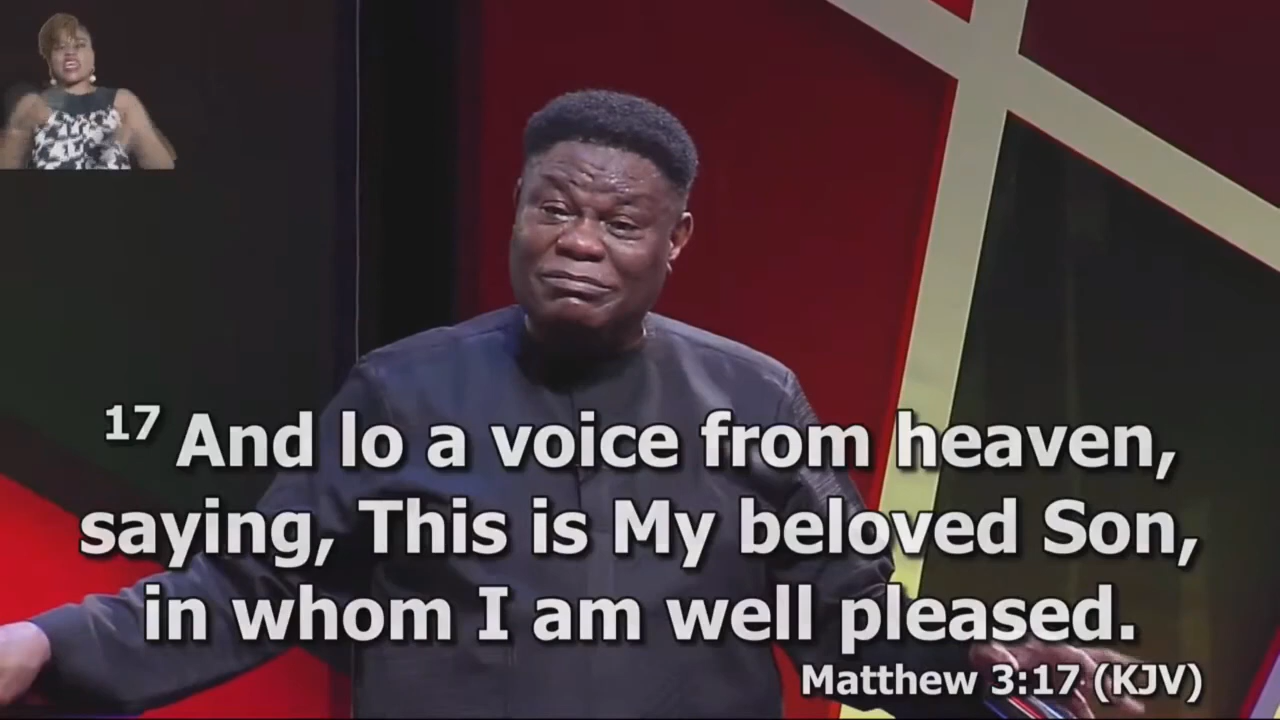 17 And lo a voice from heaven,
saying, This is My beloved Son,
in whom I am well pleased.
Matthew 3:17 (KJV)